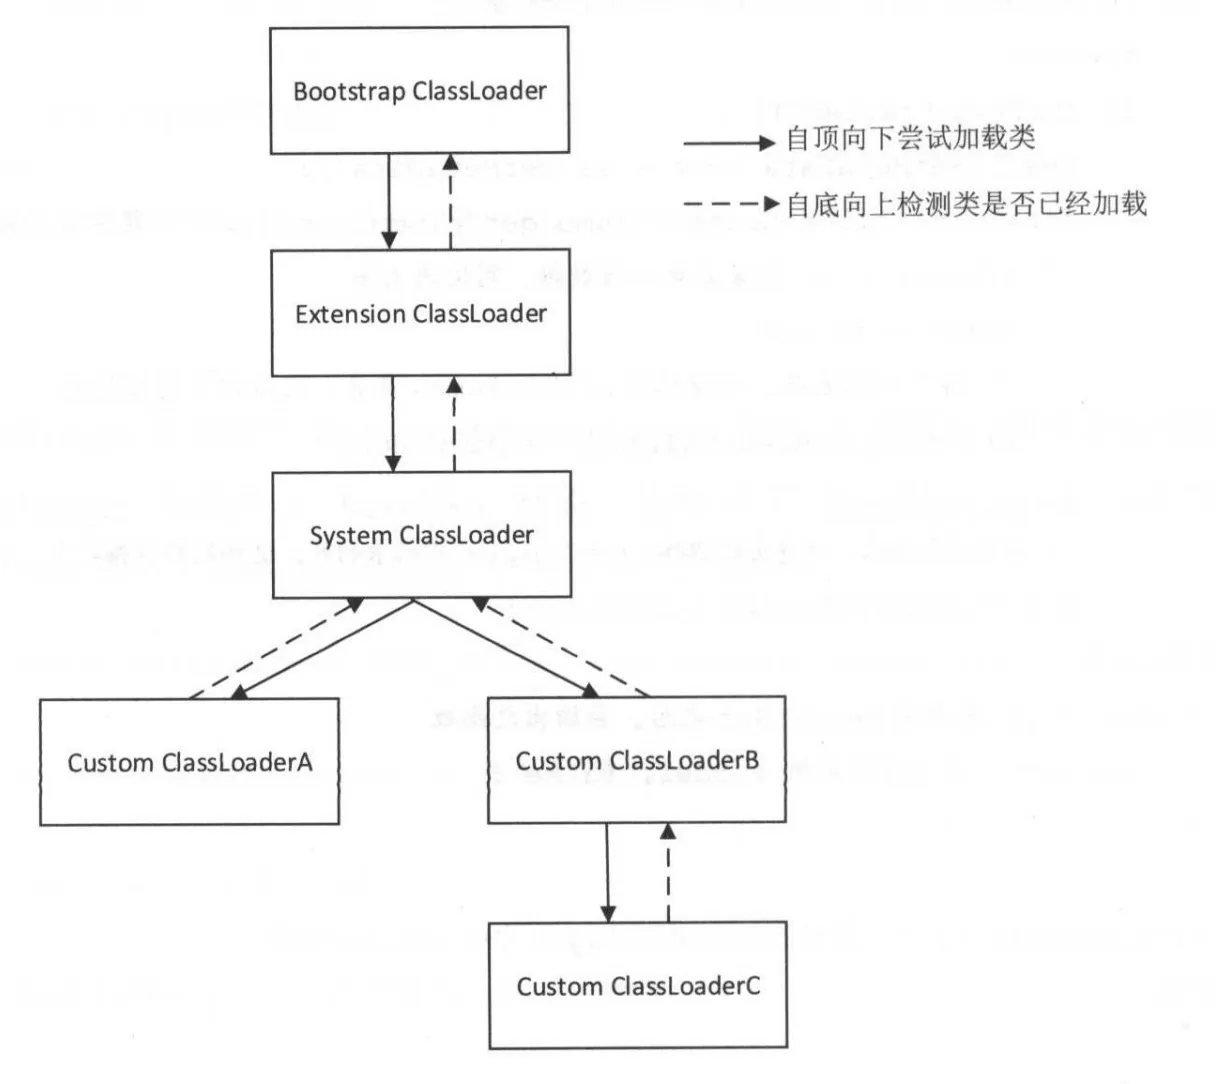 Bootstrap ClassLoader
自顶向下尝试加载类
自底向上检测类是否已经加载
Extension ClassLoader
System ClassLoader
Custom ClassLoaderA
Custom ClassLoaderB
Custom ClassLoaderC